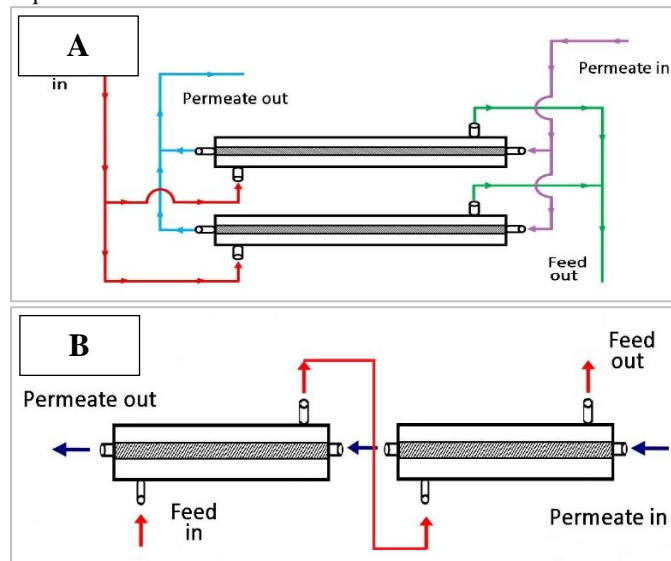 A
in
Permeate out
Permeate in
Feed
out
B
Permeate out
Feed
in
Feed
out
Permeate in